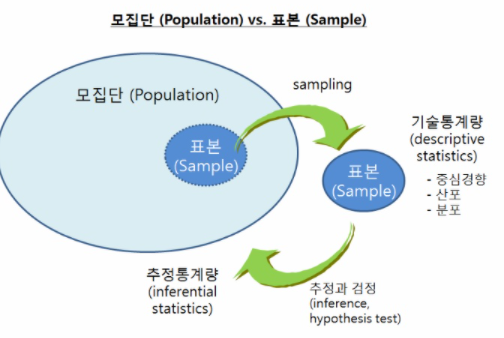 모집단 (Population) vs. 표본 (Sample)
모집단 (Population)
sampling
표본
(Sample)
표본
(Sample)
기술통계량
(descriptive
statistics)
- 중심경향
- 산포
- 분포
추정통계량
(inferential
statistics)
추정과 검정
(inference,
hypothesis test)